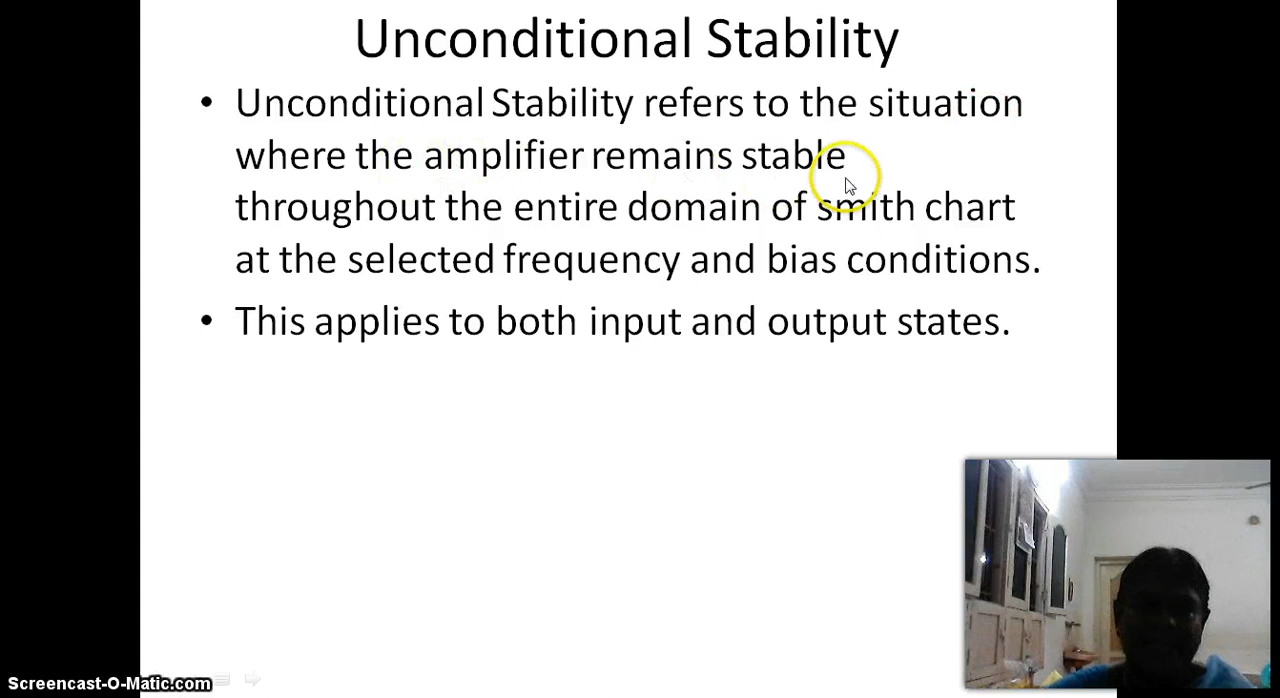 Unconditional Stability
• Unconditional Stability refers to the situation
where the amplifier remains stable
throughout the entire domain of smith chart
at the selected frequency and bias conditions.
• This applies to both input and output states.
Screencast-O-Matic.com